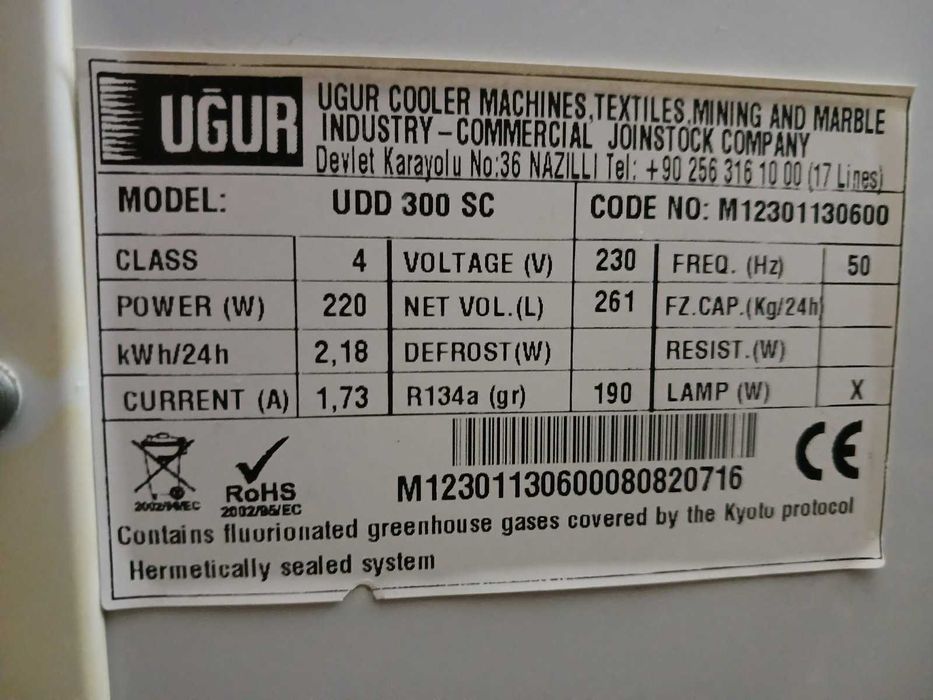 UĞUR
UGUR COOLER MACHINES,TEXTILES,MINING AND MARBLE
INDUSTRY-COMMERCIAL JOINSTOCK COMPANY
Devlet Karayolu No:36 NAZILLI Tel: +90 256 316 10 00 (17 Lines)
MODEL: UDD 300 SC CODE NO: M12301130600
CLASS 4 VOLTAGE (V) 230 FREQ. (Hz) 50
POWER (W) 220 NET VOL.(L) 261 FZ.CAP.(Kg/24h)
kWh/24h 2,18 DEFROST(W) RESIST.(W)
CURRENT (A) 1,73 R134a (gr) 190 LAMP (W) X
CE
RoHS
2002/96/EC 2002/95/EC
M12301130600080820716
Contains fluorionated greenhouse gases covered by the Kyoto protocol
Hermetically sealed system